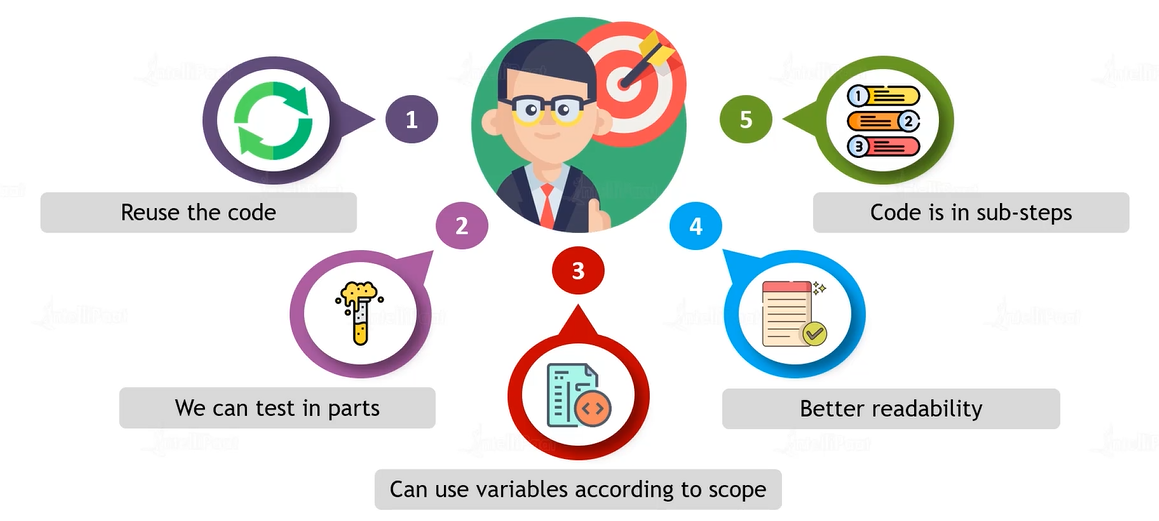 1
Reuse the code
2
We can test in parts
3
Can use variables according to scope
4
Better readability
5
Code is in sub-steps
1
2
3